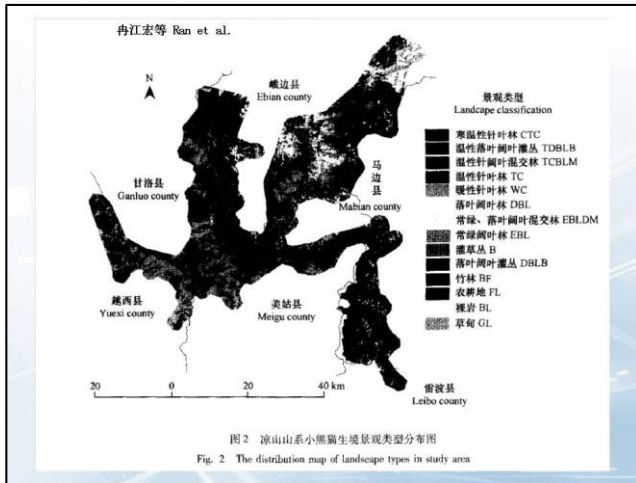 冉江宏等 Ran et al.
N
峨边县
Ebian county
甘洛县
Ganluo county
马边县
Mabian county
越西县
Yuexi county
美姑县
Meigu county
雷波县
Leibo county
20 0 20 40 km
景观类型
Landcape classification
寒温性针叶林 CTC
温性落叶阔叶灌丛 TDBLB
温性针阔叶混交林 TCBLM
温性针叶林 TC
暖性针叶林 WC
落叶阔叶林 DBL
常绿、落叶阔叶混交林 EBLDM
常绿阔叶林 EBL
灌草丛 B
落叶阔叶灌丛 DBLB
竹林 BF
农耕地 FL
裸岩 BL
草甸 GL
图 2 凉山山系小熊猫生境景观类型分布图
Fig. 2 The distribution map of landscape types in study area